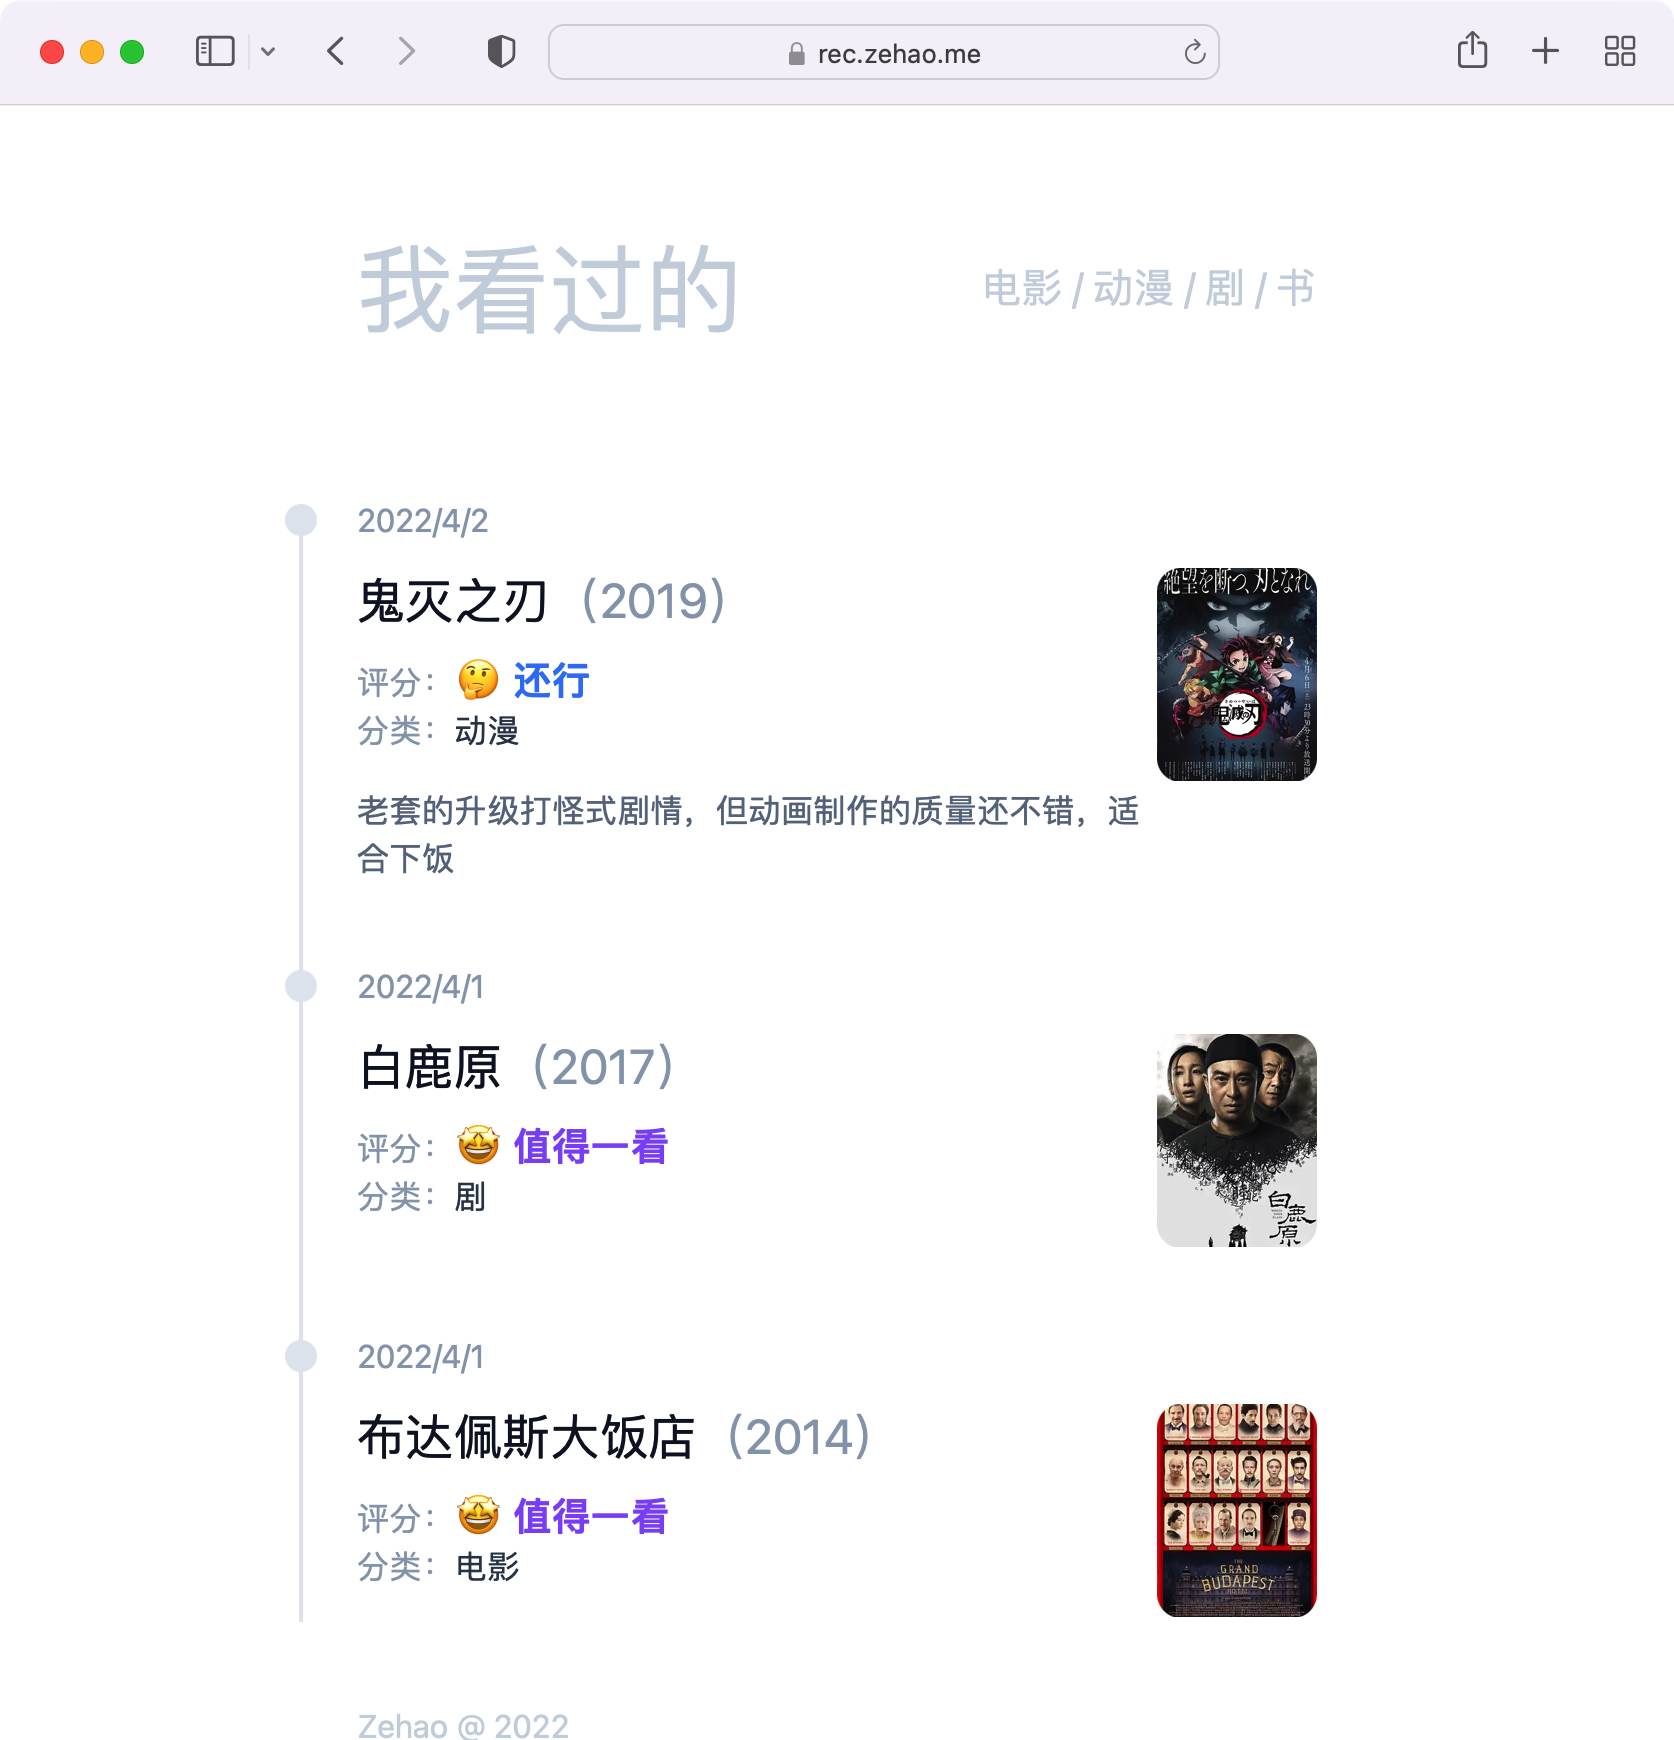 rec.zehao.me
我看过的
电影 / 动漫 / 剧 / 书
2022/4/2
鬼灭之刃（2019）
評分：🤔 还行
分类：动漫
老套的升级打怪式剧情，但动画制作的质量还不错，适
合下饭
絶望を断つ、刃となれ
鬼滅の刃
2022/4/1
白鹿原（2017）
评分：🤩 值得一看
分类：剧
白鹿原
2022/4/1
布达佩斯大饭店（2014）
评分：🤩 值得一看
分类：电影
THE
GRAND
BUDAPEST
HOTEL
Zehao @ 2022